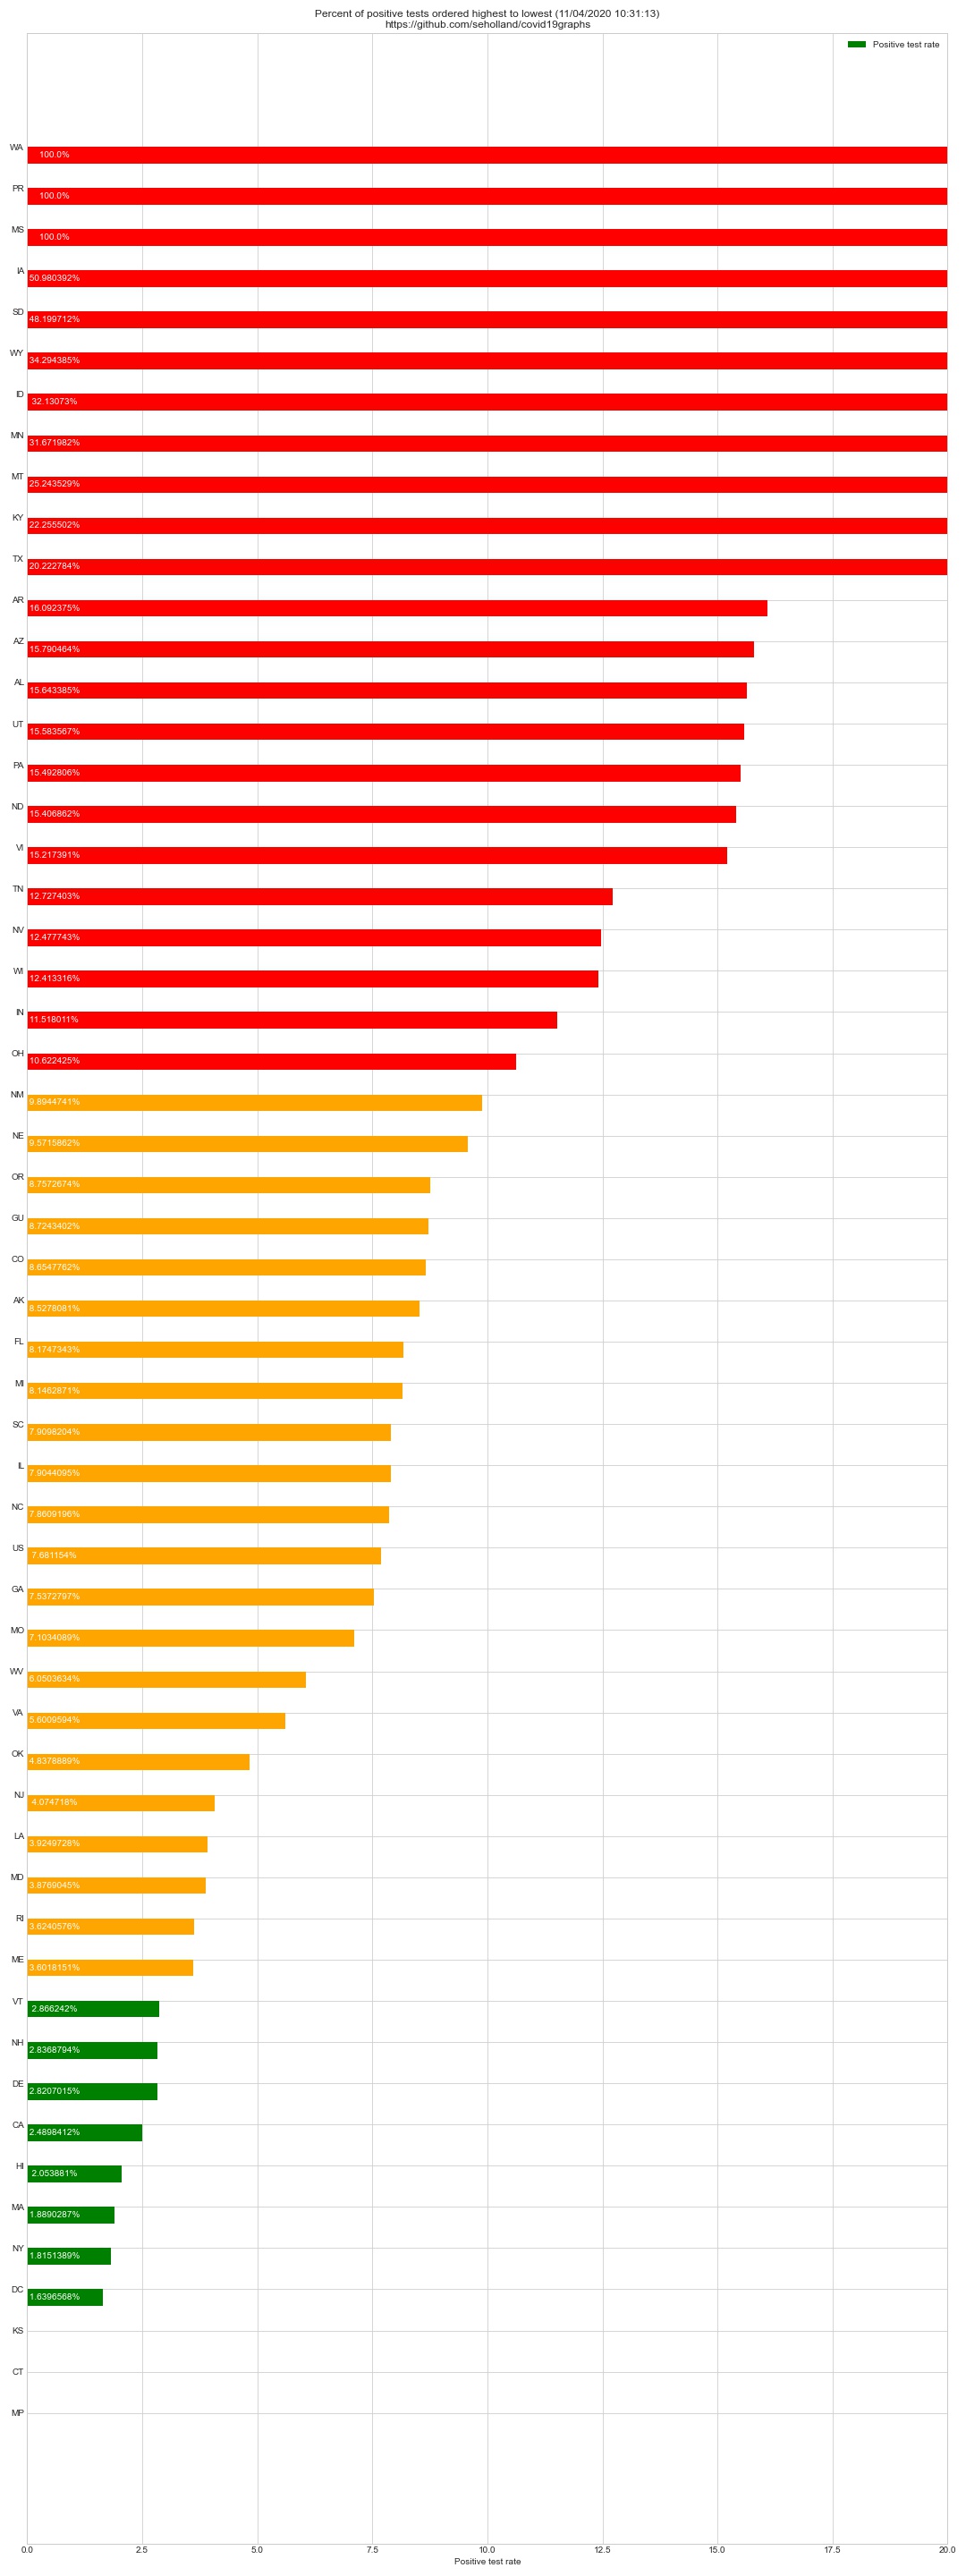 Percent of positive tests ordered highest to lowest (11/04/2020 10:31:13)
https://github.com/seholland/covid19graphs
Positive test rate
WA 100.0%
PR 100.0%
MS 100.0%
IA 50.980392%
SD 48.199712%
WY 34.294385%
ID 32.13073%
MN 31.671982%
MT 25.243529%
KY 22.255502%
TX 20.222784%
AR 16.092375%
AZ 15.790464%
AL 15.643385%
UT 15.583567%
PA 15.492806%
ND 15.406862%
VI 15.217391%
TN 12.727403%
NV 12.477743%
WI 12.413316%
IN 11.518011%
OH 10.622425%
NM 9.8944741%
NE 9.5715862%
OR 8.7572674%
GU 8.7243402%
CO 8.6547762%
AK 8.5278081%
FL 8.1747343%
MI 8.1462871%
SC 7.9098204%
IL 7.9044095%
NC 7.8609196%
US 7.681154%
GA 7.5372797%
MO 7.1034089%
WV 6.0503634%
VA 5.6009594%
OK 4.8378889%
NJ 4.074718%
LA 3.9249728%
MD 3.8769045%
RI 3.6240576%
ME 3.6018151%
VT 2.866242%
NH 2.8368794%
DE 2.8207015%
CA 2.4898412%
HI 2.053881%
MA 1.8890287%
NY 1.8151389%
DC 1.6396568%
KS
CT
MP
0.0 2.5 5.0 7.5 10.0 12.5 15.0 17.5 20.0
Positive test rate